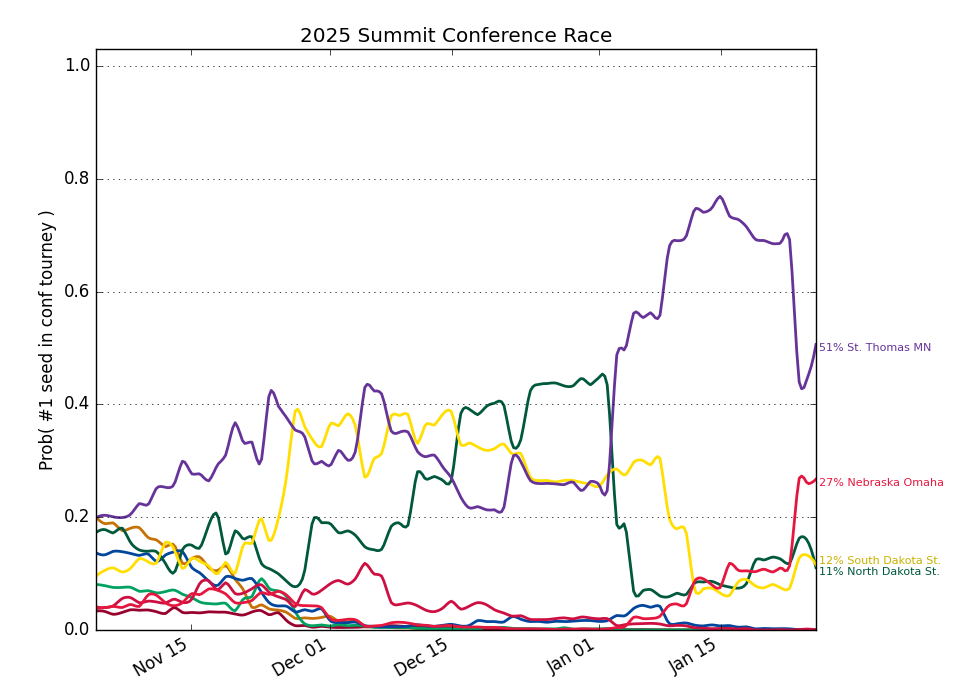 2025 Summit Conference Race
Prob( #1 seed in conf tourney )
1.0
0.8
0.6
0.4
0.2
0.0
Nov 15
Dec 01
Dec 15
Jan 01
Jan 15
51% St. Thomas MN
27% Nebraska Omaha
12% South Dakota St.
11% North Dakota St.